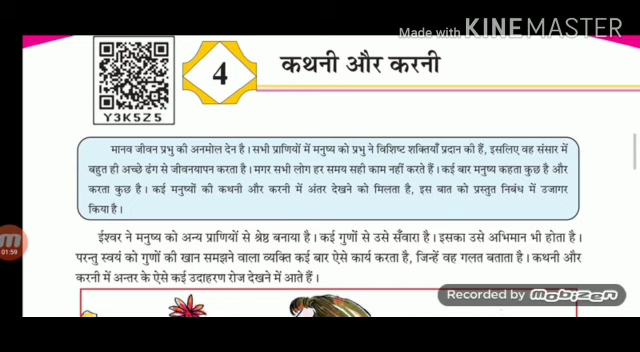 Made with KINEMASTER
Y3K5Z5
4
कथनी और करनी
मानव जीवन प्रभु की अनमोल देन है। सभी प्राणियों में मनुष्य को प्रभु ने विशिष्ट शक्तियाँ प्रदान की हैं, इसलिए वह संसार में
बहुत ही अच्छे ढंग से जीवनयापन करता है। मगर सभी लोग हर समय सही काम नहीं करते हैं। कई बार मनुष्य कहता कुछ है और
करता कुछ है। कई मनुष्यों की कथनी और करनी में अंतर देखने को मिलता है, इस बात को प्रस्तुत निबंध में उजागर
किया है।
ईश्वर ने मनुष्य को अन्य प्राणियों से श्रेष्ठ बनाया है। कई गुणों से उसे सँवारा है। इसका उसे अभिमान भी होता है।
परन्तु स्वयं को गुणों की खान समझने वाला व्यक्ति कई बार ऐसे कार्य करता है, जिन्हें वह गलत बताता है। कथनी और
करनी में अन्तर के ऐसे कई उदाहरण रोज देखने में आते हैं।
01:59
Recorded by mobizen